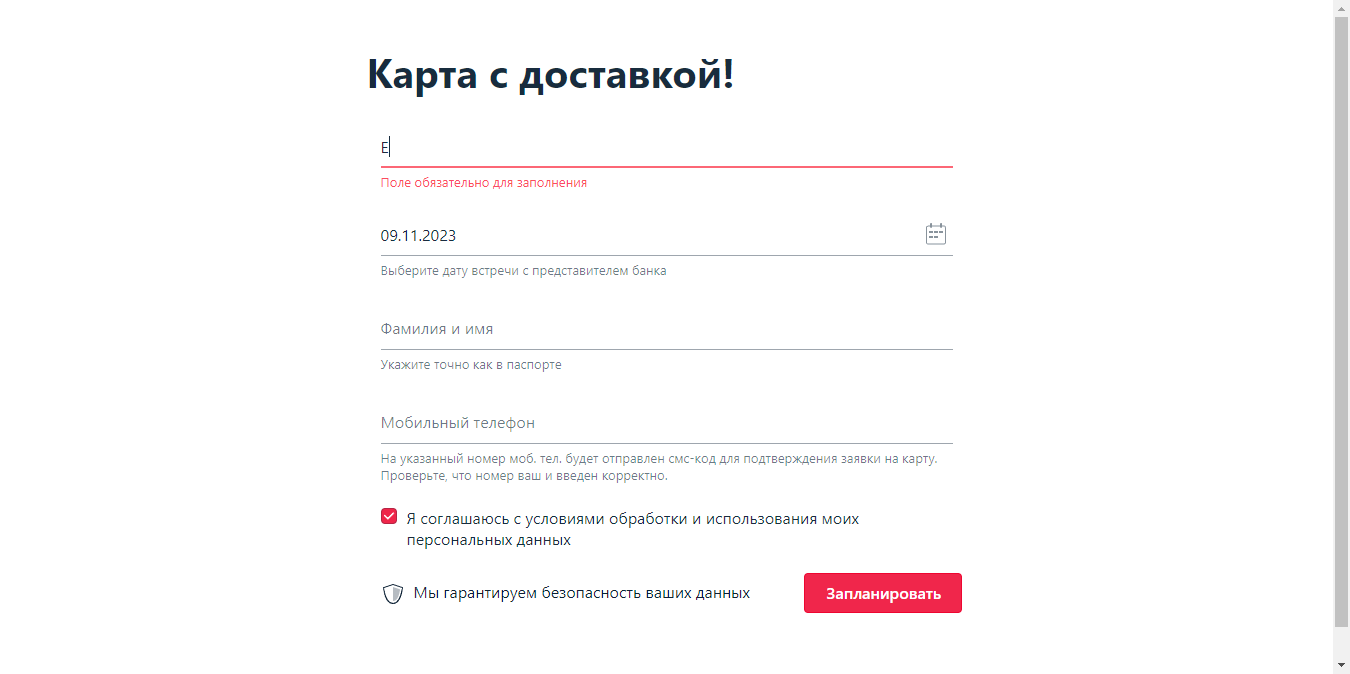 Карта с доставкой!
Е
Поле обязательно для заполнения
09.11.2023
Выберите дату встречи с представителем банка
Фамилия и имя
Укажите точно как в паспорте
Мобильный телефон
На указанный номер моб. тел. будет отправлен смс-код для подтверждения заявки на карту.
Проверьте, что номер ваш и введен корректно.
Я соглашаюсь с условиями обработки и использования моих
персональных данных
Мы гарантируем безопасность ваших данных
Запланировать